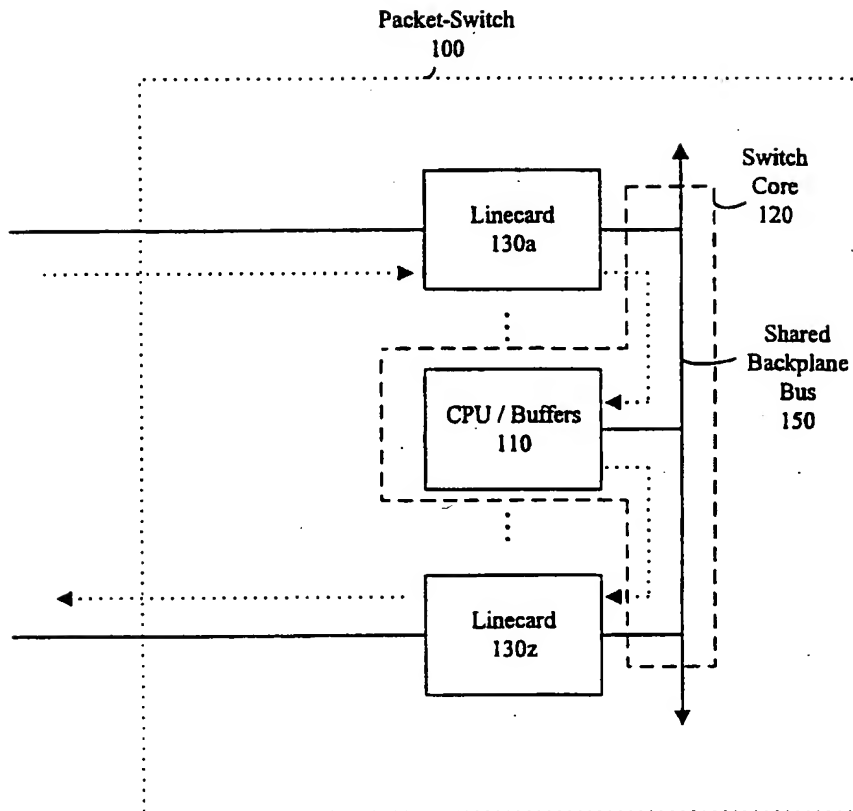 Packet-Switch
100
Switch
Core
120
Linecard
130a
Shared
Backplane
Bus
150
CPU / Buffers
110
Linecard
130z